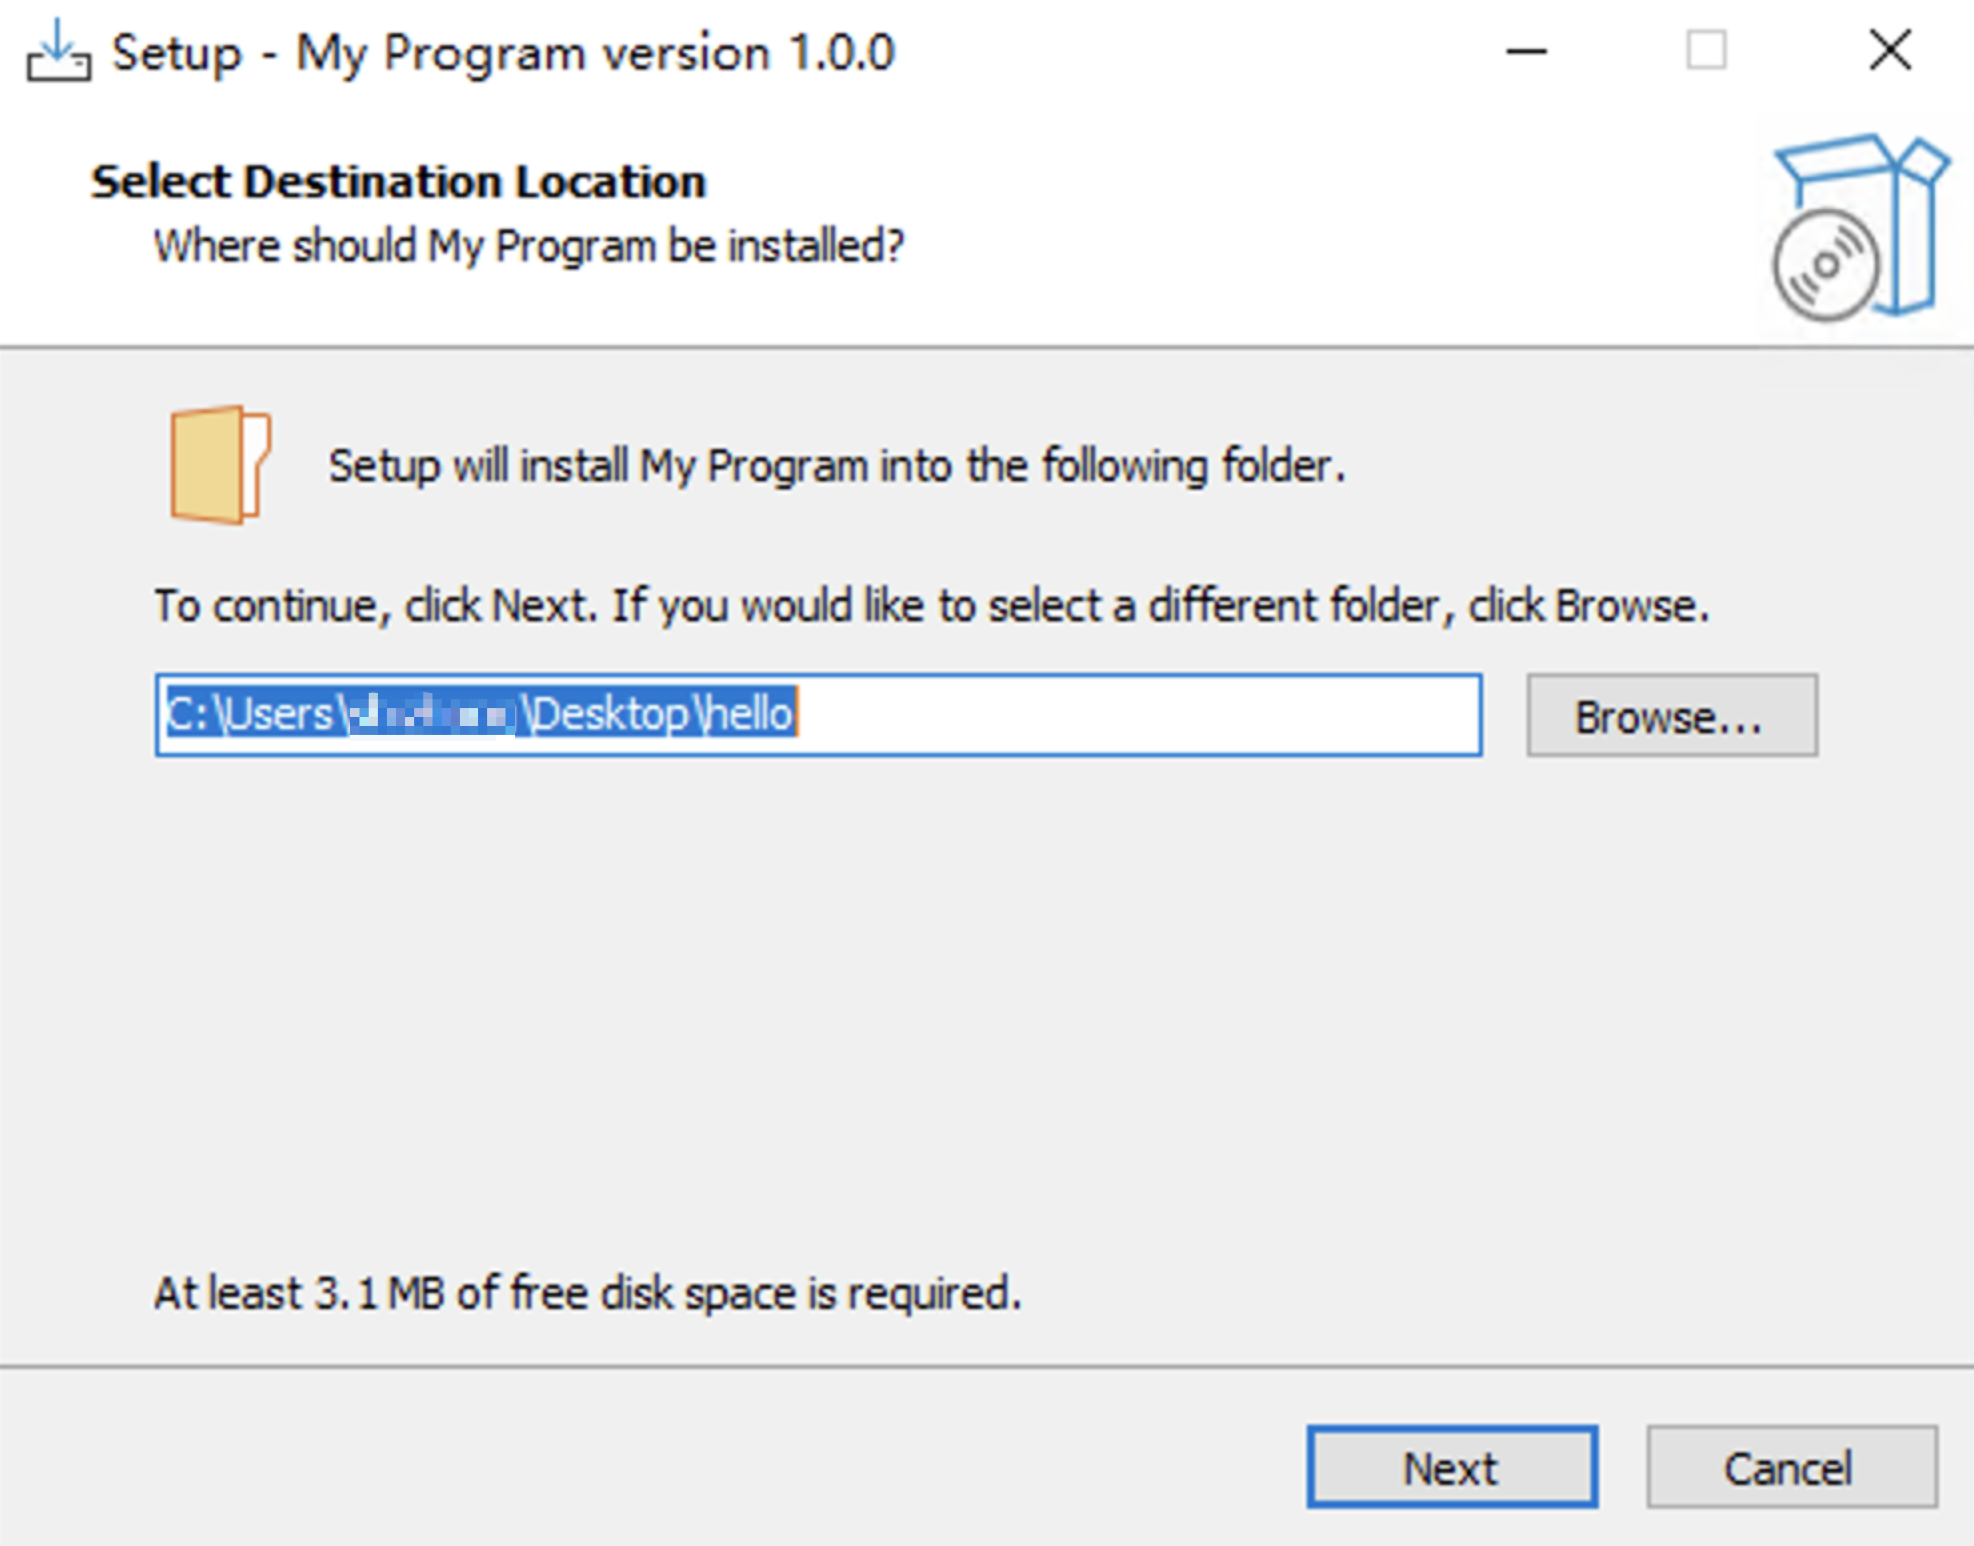 Setup - My Program version 1.0.0
Select Destination Location
Where should My Program be installed?
Setup will install My Program into the following folder.
To continue, click Next. If you would like to select a different folder, click Browse.
C:\Users\ \Desktop\hello
Browse...
At least 3.1 MB of free disk space is required.
Next
Cancel